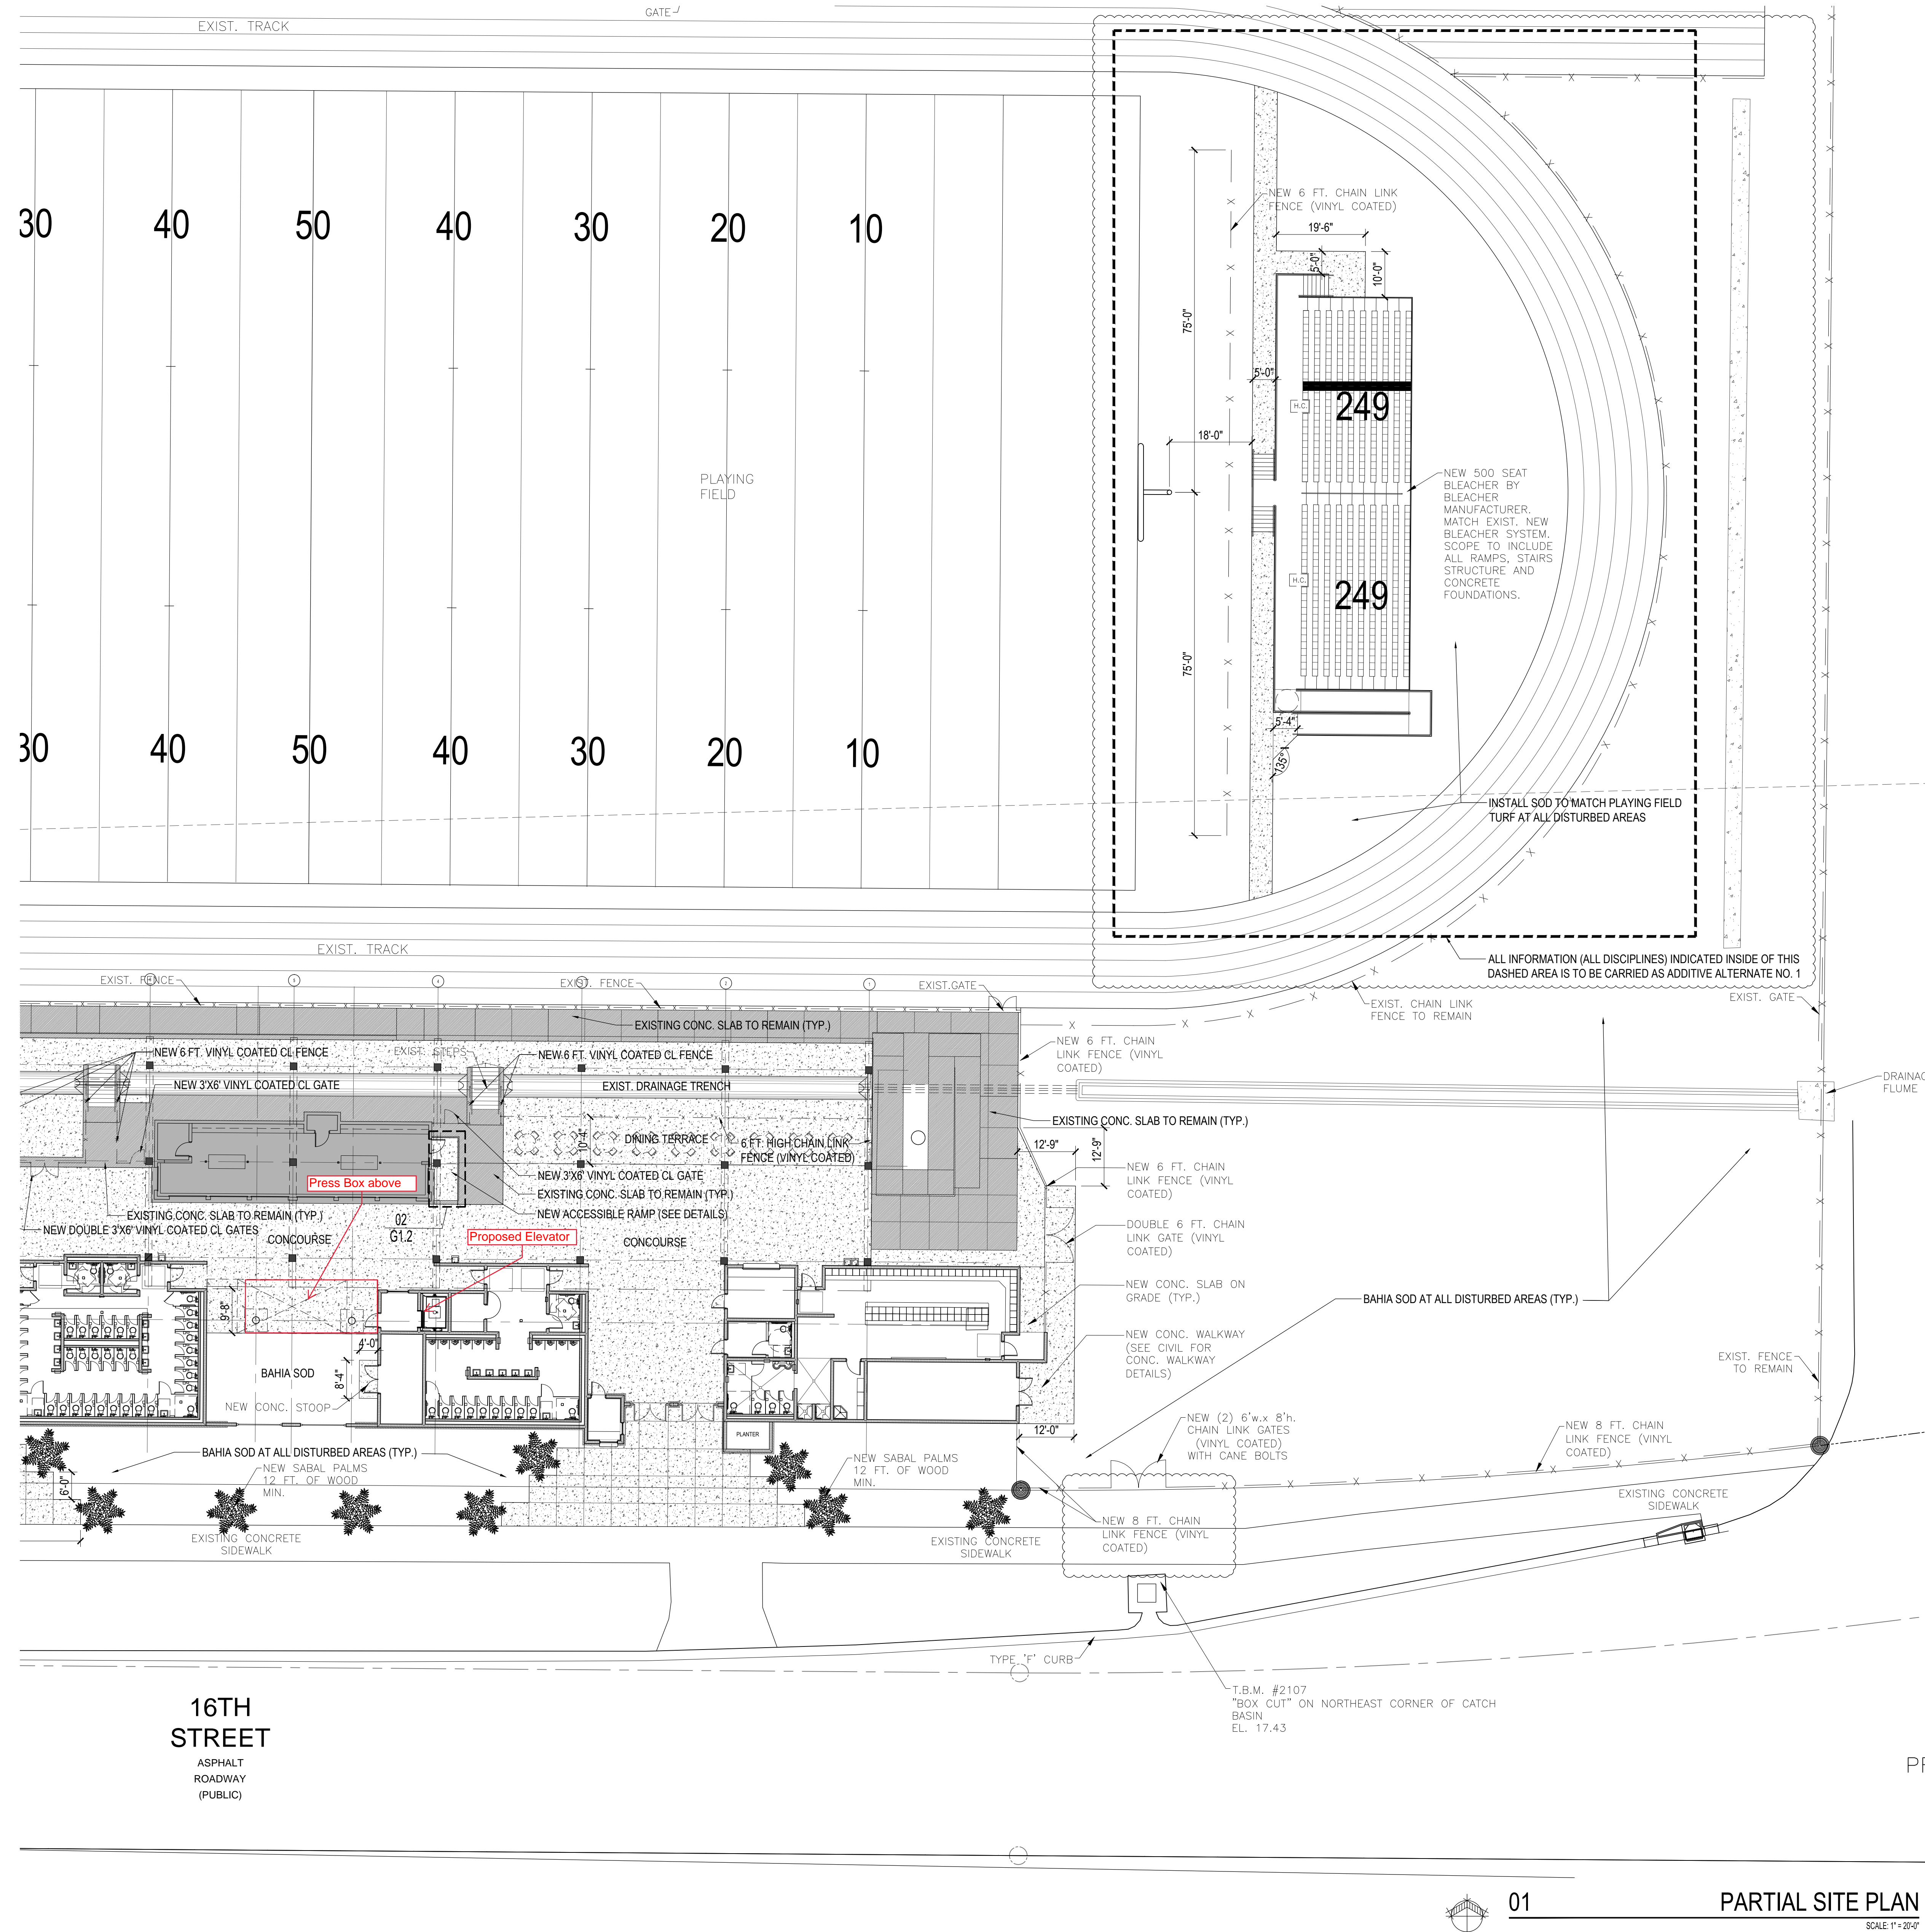 GATE
EXIST. TRACK
30
40
50
40
30
20
10
NEW 6 FT. CHAIN LINK
FENCE (VINYL COATED)
19'-6"
5'-0"
10'-0"
75'-0"
5'-0"
H.C.
249
18'-0"
PLAYING
FIELD
NEW 500 SEAT
BLEACHER BY
BLEACHER
MANUFACTURER.
MATCH EXIST. NEW
BLEACHER SYSTEM.
SCOPE TO INCLUDE
ALL RAMPS, STAIRS
STRUCTURE AND
CONCRETE
FOUNDATIONS.
H.C.
249
75'-0"
5'-4"
135°
30
40
50
40
30
20
10
INSTALL SOD TO MATCH PLAYING FIELD
TURF AT ALL DISTURBED AREAS
EXIST. TRACK
ALL INFORMATION (ALL DISCIPLINES) INDICATED INSIDE OF THIS
DASHED AREA IS TO BE CARRIED AS ADDITIVE ALTERNATE NO. 1
EXIST. FENCE
EXIST. FENCE
2
1
EXIST.GATE
EXIST. CHAIN LINK
FENCE TO REMAIN
EXIST. GATE
EXISTING CONC. SLAB TO REMAIN (TYP.)
NEW 6 FT. VINYL COATED CL FENCE
EXIST. STEPS
NEW 6 FT. VINYL COATED CL FENCE
NEW 6 FT. CHAIN
LINK FENCE (VINYL
COATED)
NEW 3'X6' VINYL COATED CL GATE
EXIST. DRAINAGE TRENCH
DRAINAG
FLUME
EXISTING CONC. SLAB TO REMAIN (TYP.)
10'-4"
DINING TERRACE
6 FT. HIGH CHAIN LINK
FENCE (VINYL COATED)
12'-9"
12'-9"
NEW 6 FT. CHAIN
LINK FENCE (VINYL
COATED)
NEW 3'X6' VINYL COATED CL GATE
Press Box above
EXISTING CONC. SLAB TO REMAIN (TYP.)
NEW ACCESSIBLE RAMP (SEE DETAILS)
EXISTING CONC. SLAB TO REMAIN (TYP.)
NEW DOUBLE 3'X6' VINYL COATED CL GATES
CONCOURSE
02
G1.2
Proposed Elevator
CONCOURSE
DOUBLE 6 FT. CHAIN
LINK GATE (VINYL
COATED)
NEW CONC. SLAB ON
GRADE (TYP.)
BAHIA SOD AT ALL DISTURBED AREAS (TYP.)
9'-8"
4'-0"
8'-4"
BAHIA SOD
NEW CONC. STOOP
NEW CONC. WALKWAY
(SEE CIVIL FOR
CONC. WALKWAY
DETAILS)
EXIST. FENCE
TO REMAIN
12'-0"
PLANTER
NEW (2) 6'w.x 8'h.
CHAIN LINK GATES
(VINYL COATED)
WITH CANE BOLTS
NEW 8 FT. CHAIN
LINK FENCE (VINYL
COATED)
BAHIA SOD AT ALL DISTURBED AREAS (TYP.)
NEW SABAL PALMS
12 FT. OF WOOD
MIN.
6'-0"
NEW SABAL PALMS
12 FT. OF WOOD
MIN.
EXISTING CONCRETE
SIDEWALK
NEW 8 FT. CHAIN
LINK FENCE (VINYL
COATED)
EXISTING CONCRETE
SIDEWALK
EXISTING CONCRETE
SIDEWALK
TYPE 'F' CURB
T.B.M. #2107
"BOX CUT" ON NORTHEAST CORNER OF CATCH
BASIN
EL. 17.43
16TH
STREET
ASPHALT
ROADWAY
(PUBLIC)
01
PARTIAL SITE PLAN
SCALE: 1" = 20'-0"